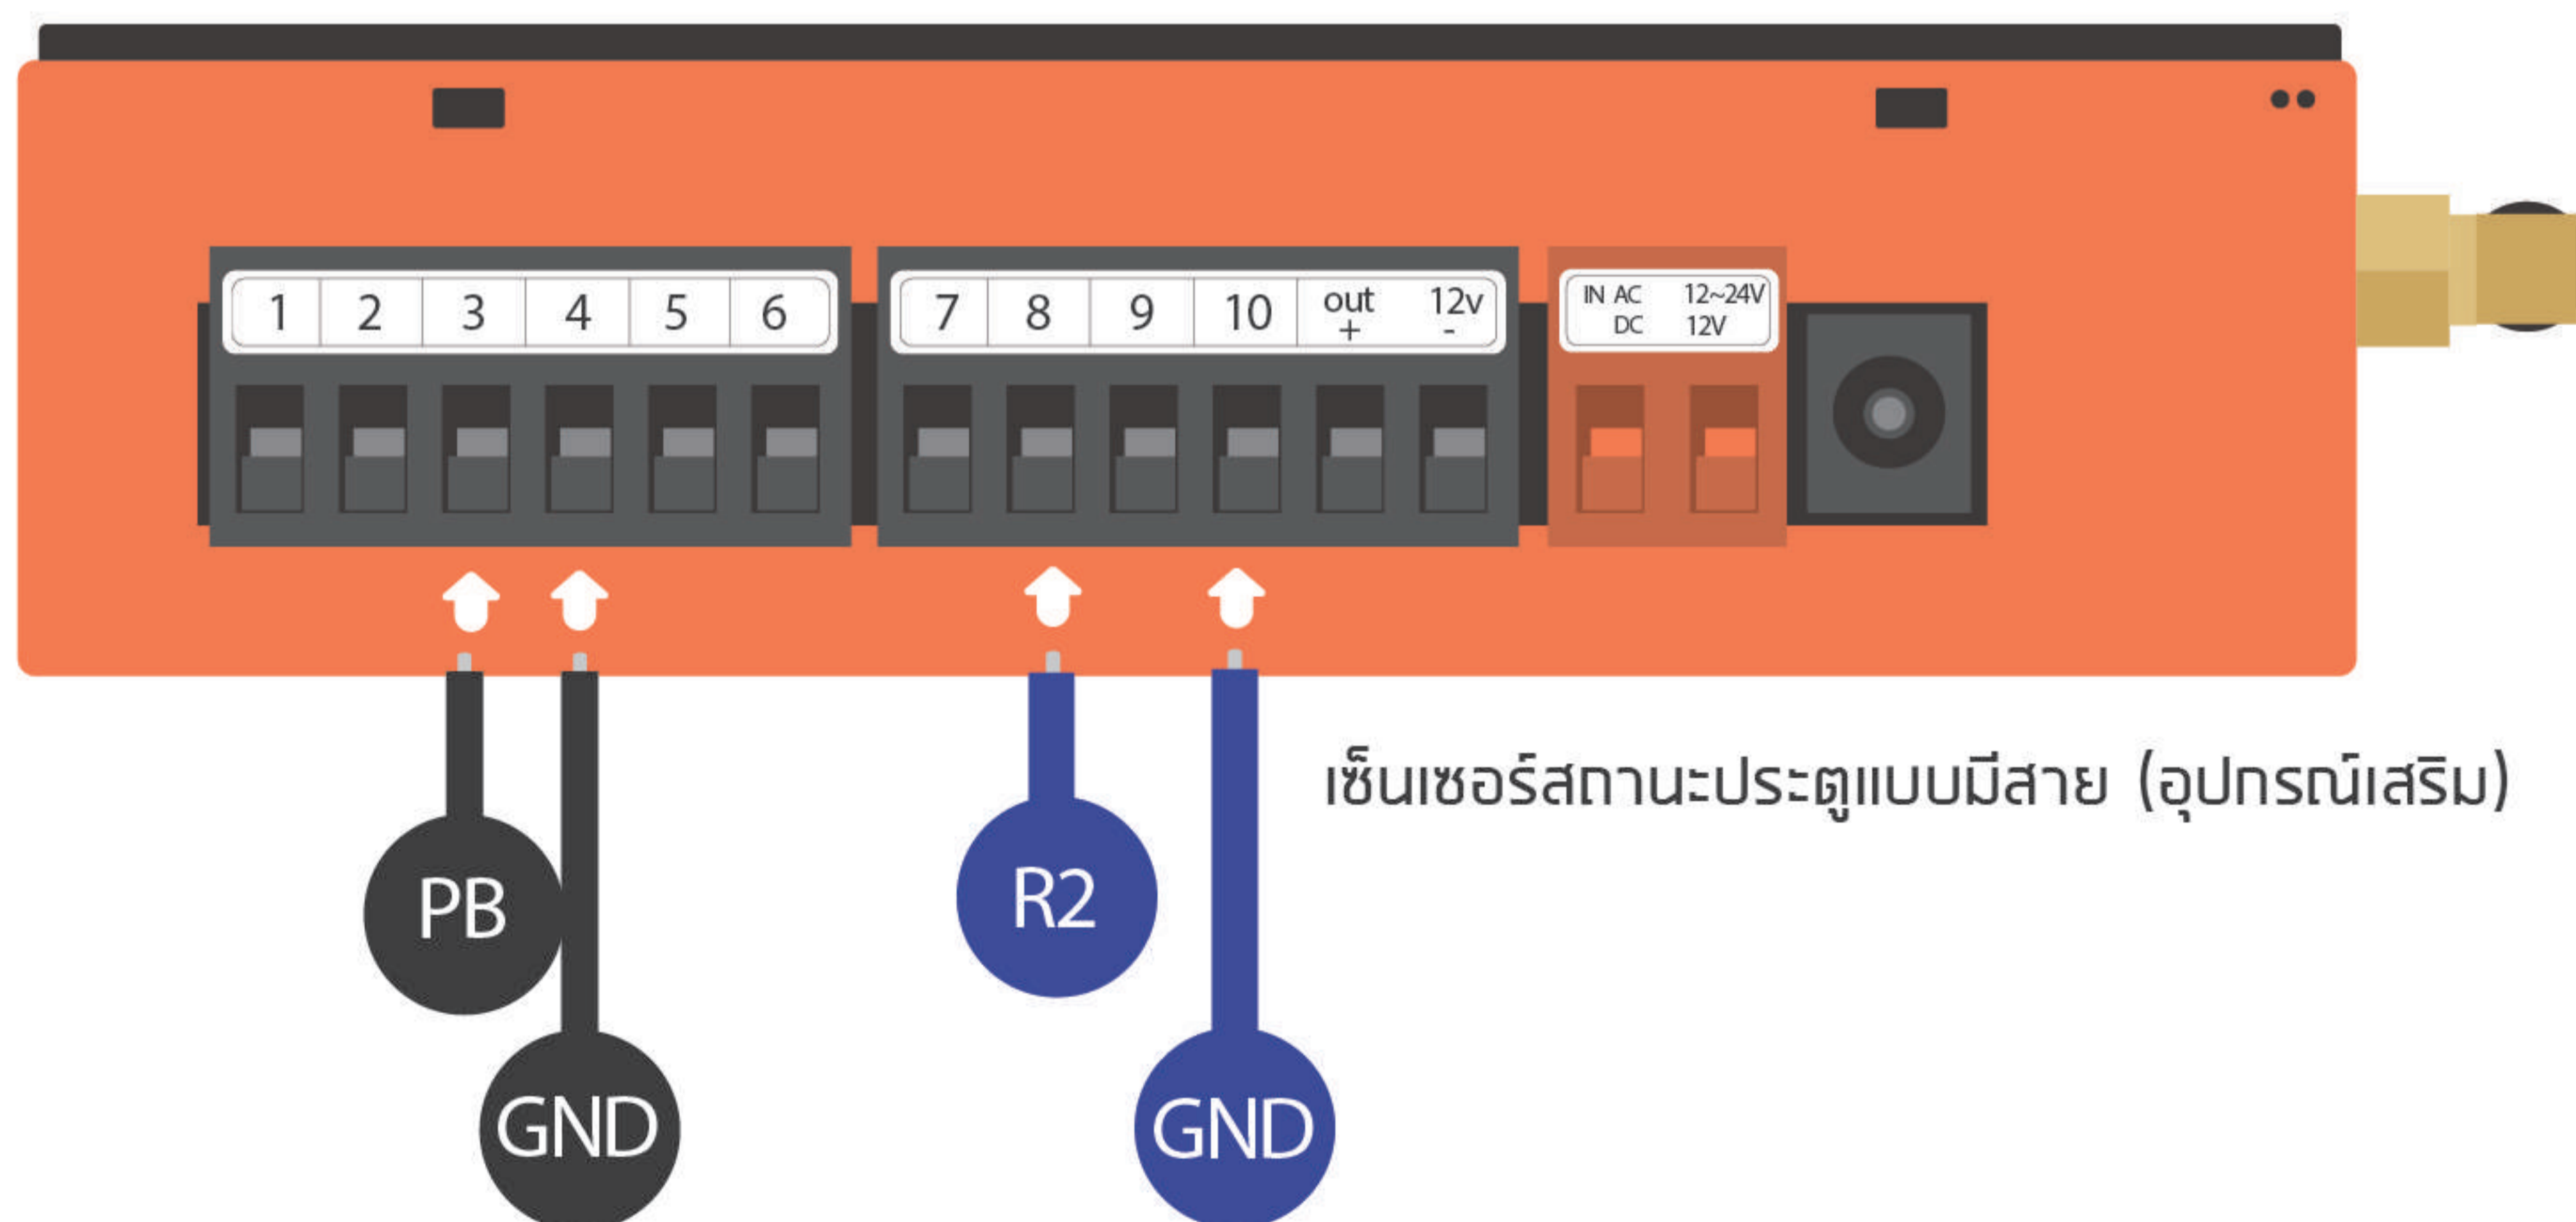 1 2 3 4 5 6 7 8 9 10 out + 12v -
IN AC 12~24V
DC 12V
เซ็นเซอร์สถานะประตูแบบมีสาย (อุปกรณ์เสริม)
PB
R2
GND
GND